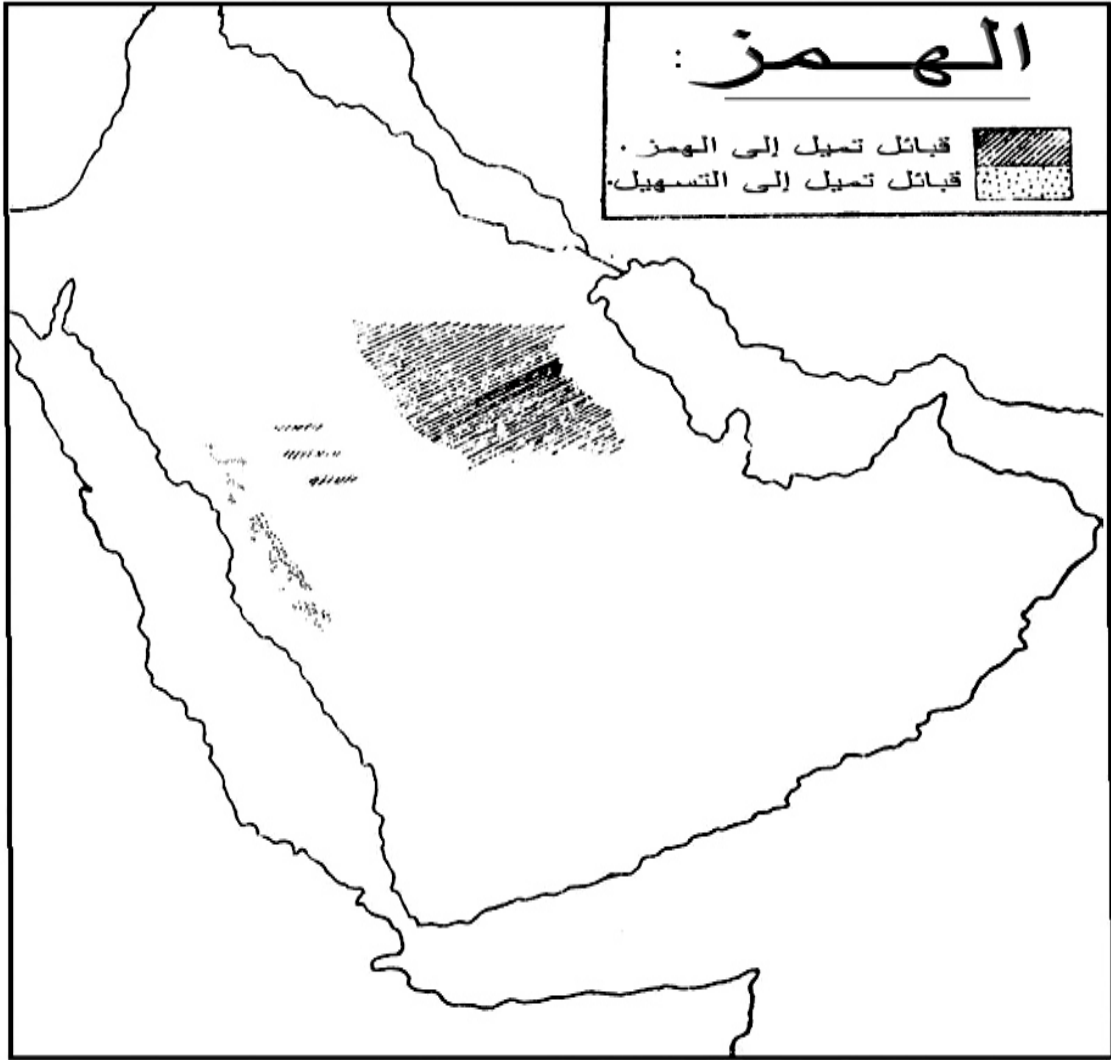 الهمز :
قبائل تميل إلى الهمز .
قبائل تميل إلى التسهيل.